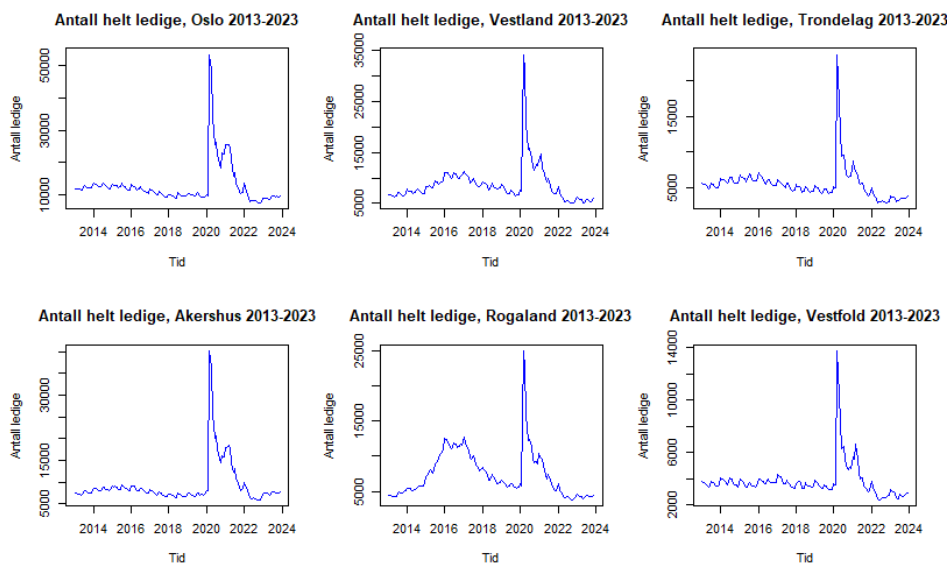 Antall helt ledige, Oslo 2013-2023
Antall ledige
50000
30000
10000
2014 2016 2018 2020 2022 2024
Tid
Antall helt ledige, Vestland 2013-2023
Antall ledige
35000
25000
15000
5000
2014 2016 2018 2020 2022 2024
Tid
Antall helt ledige, Trondelag 2013-2023
Antall ledige
15000
5000
2014 2016 2018 2020 2022 2024
Tid
Antall helt ledige, Akershus 2013-2023
Antall ledige
30000
15000
5000
2014 2016 2018 2020 2022 2024
Tid
Antall helt ledige, Rogaland 2013-2023
Antall ledige
25000
15000
5000
2014 2016 2018 2020 2022 2024
Tid
Antall helt ledige, Vestfold 2013-2023
Antall ledige
14000
10000
6000
2000
2014 2016 2018 2020 2022 2024
Tid